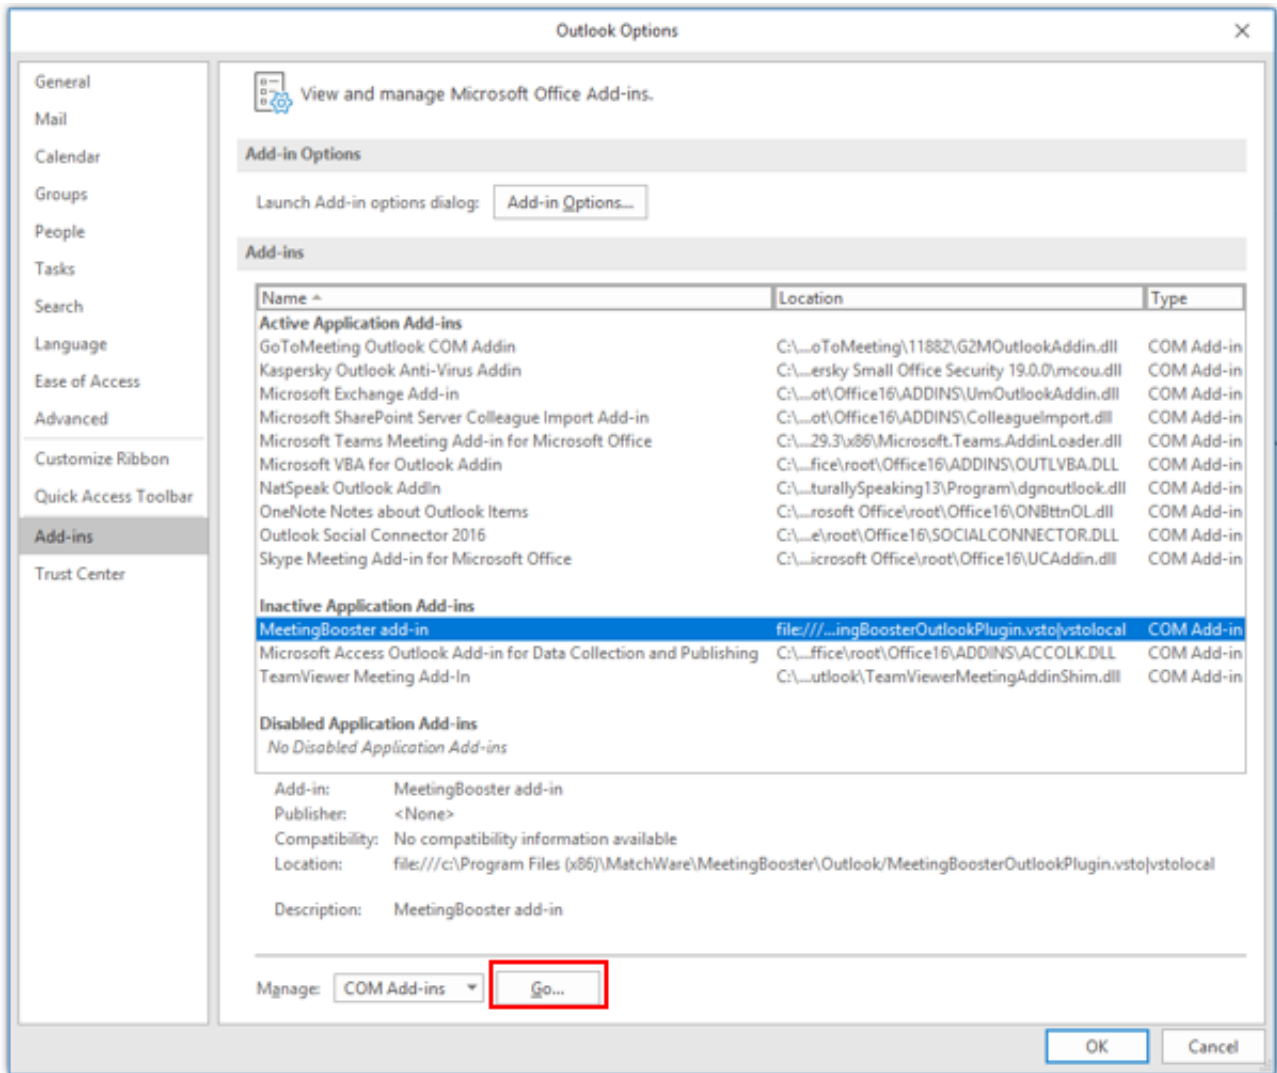 Outlook Options
General
Mail
Calendar
Groups
People
Tasks
Search
Language
Ease of Access
Advanced
Customize Ribbon
Quick Access Toolbar
Add-ins
Trust Center
View and manage Microsoft Office Add-ins.
Add-in Options
Launch Add-in options dialog: Add-in Options...
Add-ins
Name Location Type
Active Application Add-ins
GoToMeeting Outlook COM Addin C:\...oToMeeting\11882\G2MOutlookAddin.dll COM Add-in
Kaspersky Outlook Anti-Virus Addin C:\...ersky Small Office Security 19.0.0\mcou.dll COM Add-in
Microsoft Exchange Add-in C:\...ot\Office16\ADDINS\UmOutlookAddin.dll COM Add-in
Microsoft SharePoint Server Colleague Import Add-in C:\...ot\Office16\ADDINS\ColleagueImport.dll COM Add-in
Microsoft Teams Meeting Add-in for Microsoft Office C:\...29.3\x86\Microsoft.Teams.AddinLoader.dll COM Add-in
Microsoft VBA for Outlook Addin C:\...fice\root\Office16\ADDINS\OUTLVBA.DLL COM Add-in
NatSpeak Outlook AddIn C:\...turallySpeaking13\Program\dgnoutlook.dll COM Add-in
OneNote Notes about Outlook Items C:\...rosoft Office\root\Office16\ONBttnOL.dll COM Add-in
Outlook Social Connector 2016 C:\...e\root\Office16\SOCIALCONNECTOR.DLL COM Add-in
Skype Meeting Add-in for Microsoft Office C:\...icrosoft Office\root\Office16\UCAddin.dll COM Add-in
Inactive Application Add-ins
MeetingBooster add-in file:///...ingBoosterOutlookPlugin.vsto|vstolocal COM Add-in
Microsoft Access Outlook Add-in for Data Collection and Publishing C:\...ffice\root\Office16\ADDINS\ACCOLK.DLL COM Add-in
TeamViewer Meeting Add-In C:\...utlook\TeamViewerMeetingAddinShim.dll COM Add-in
Disabled Application Add-ins
No Disabled Application Add-ins
Add-in: MeetingBooster add-in
Publisher: <None>
Compatibility: No compatibility information available
Location: file:///c:\Program Files (x86)\MatchWare\MeetingBooster\Outlook/MeetingBoosterOutlookPlugin.vsto|vstolocal
Description: MeetingBooster add-in
Manage: COM Add-ins Go...
OK Cancel